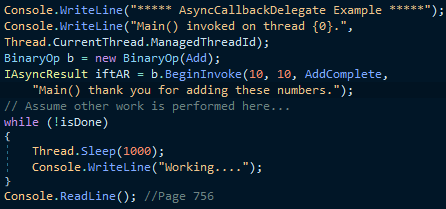 Console.WriteLine("***** AsyncCallbackDelegate Example *****");
Console.WriteLine("Main() invoked on thread {0}.",
Thread.CurrentThread.ManagedThreadId);
BinaryOp b = new BinaryOp(Add);
IAsyncResult iftAR = b.BeginInvoke(10, 10, AddComplete,
"Main() thank you for adding these numbers.");
// Assume other work is performed here...
while (!isDone)
{
Thread.Sleep(1000);
Console.WriteLine("Working....");
}
Console.ReadLine(); //Page 756